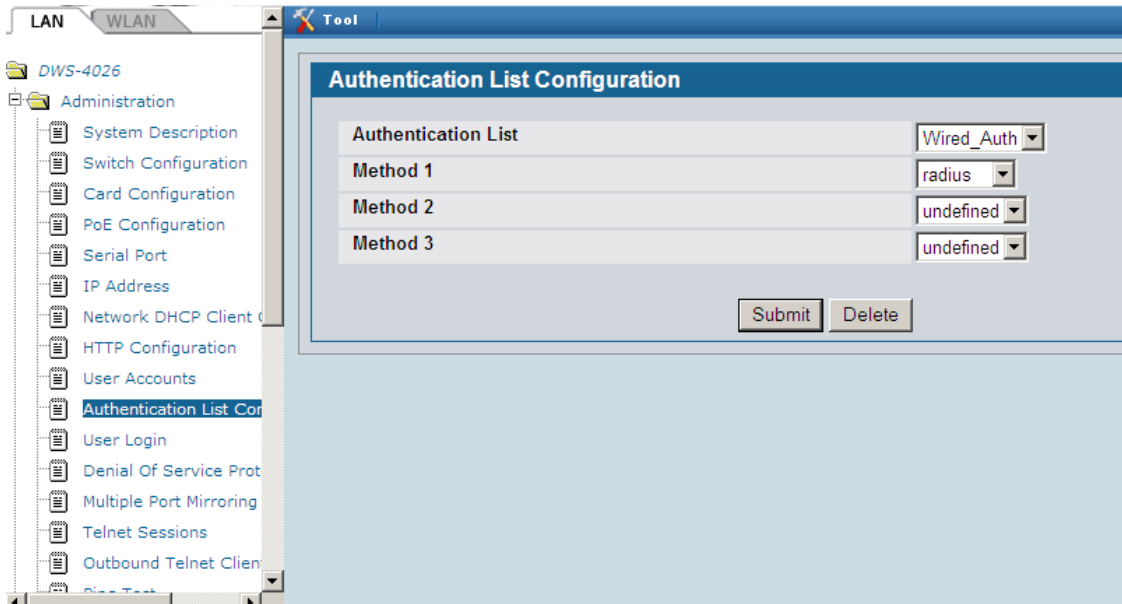 LAN
WLAN
Tool
DWS-4026
Administration
System Description
Switch Configuration
Card Configuration
PoE Configuration
Serial Port
IP Address
Network DHCP Client
HTTP Configuration
User Accounts
Authentication List Con
User Login
Denial Of Service Prot
Multiple Port Mirroring
Telnet Sessions
Outbound Telnet Clien
Ping Test
Authentication List Configuration
Authentication List Wired_Auth
Method 1 radius
Method 2 undefined
Method 3 undefined
Submit Delete